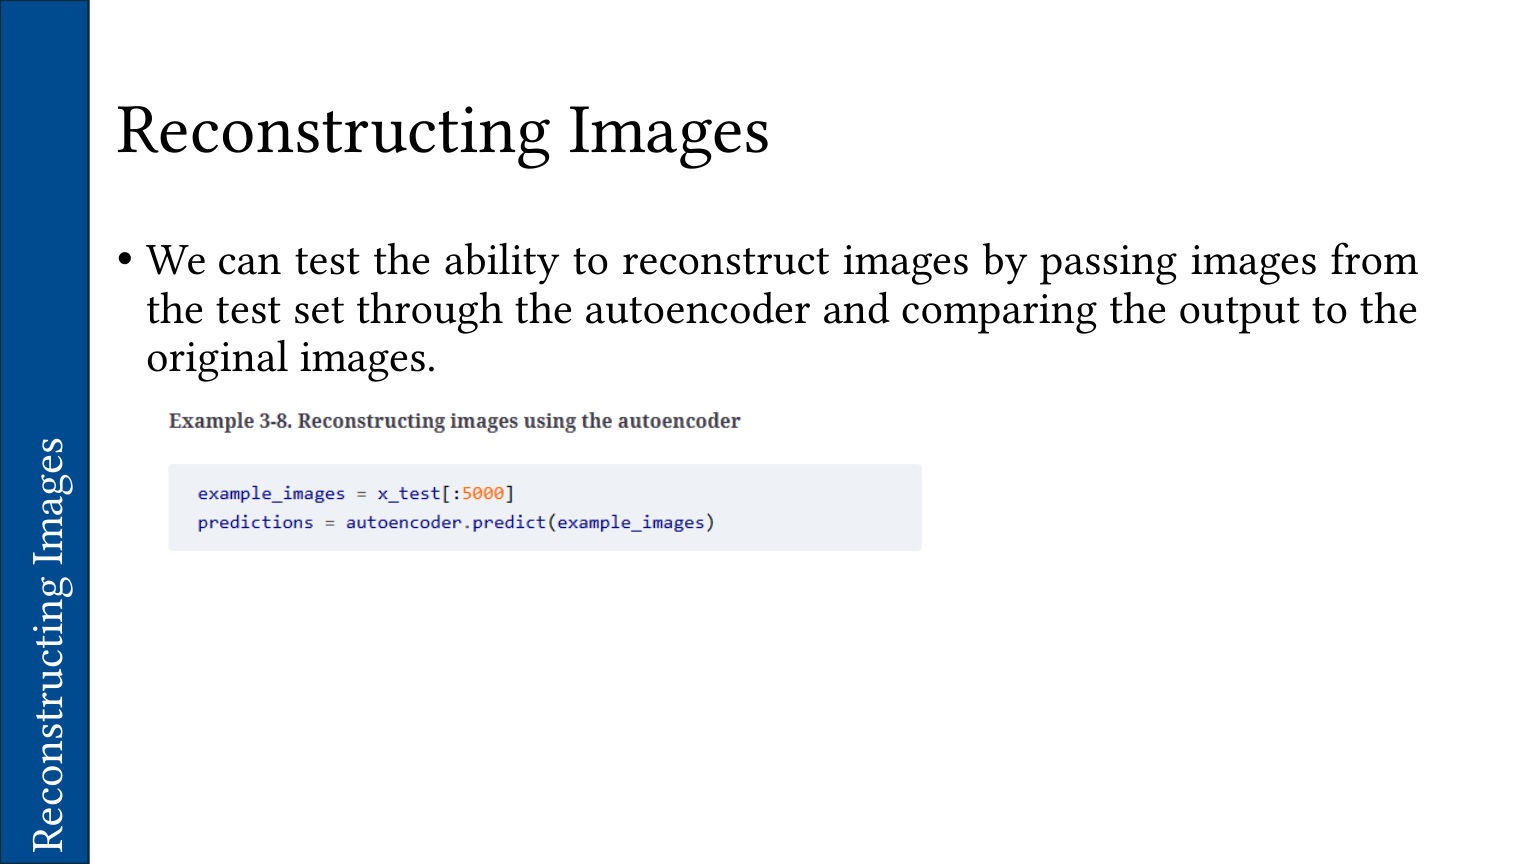 Reconstructing Images
Reconstructing Images
• We can test the ability to reconstruct images by passing images from
the test set through the autoencoder and comparing the output to the
original images.
Example 3-8. Reconstructing images using the autoencoder
example_images = x_test[:5000]
predictions = autoencoder.predict(example_images)